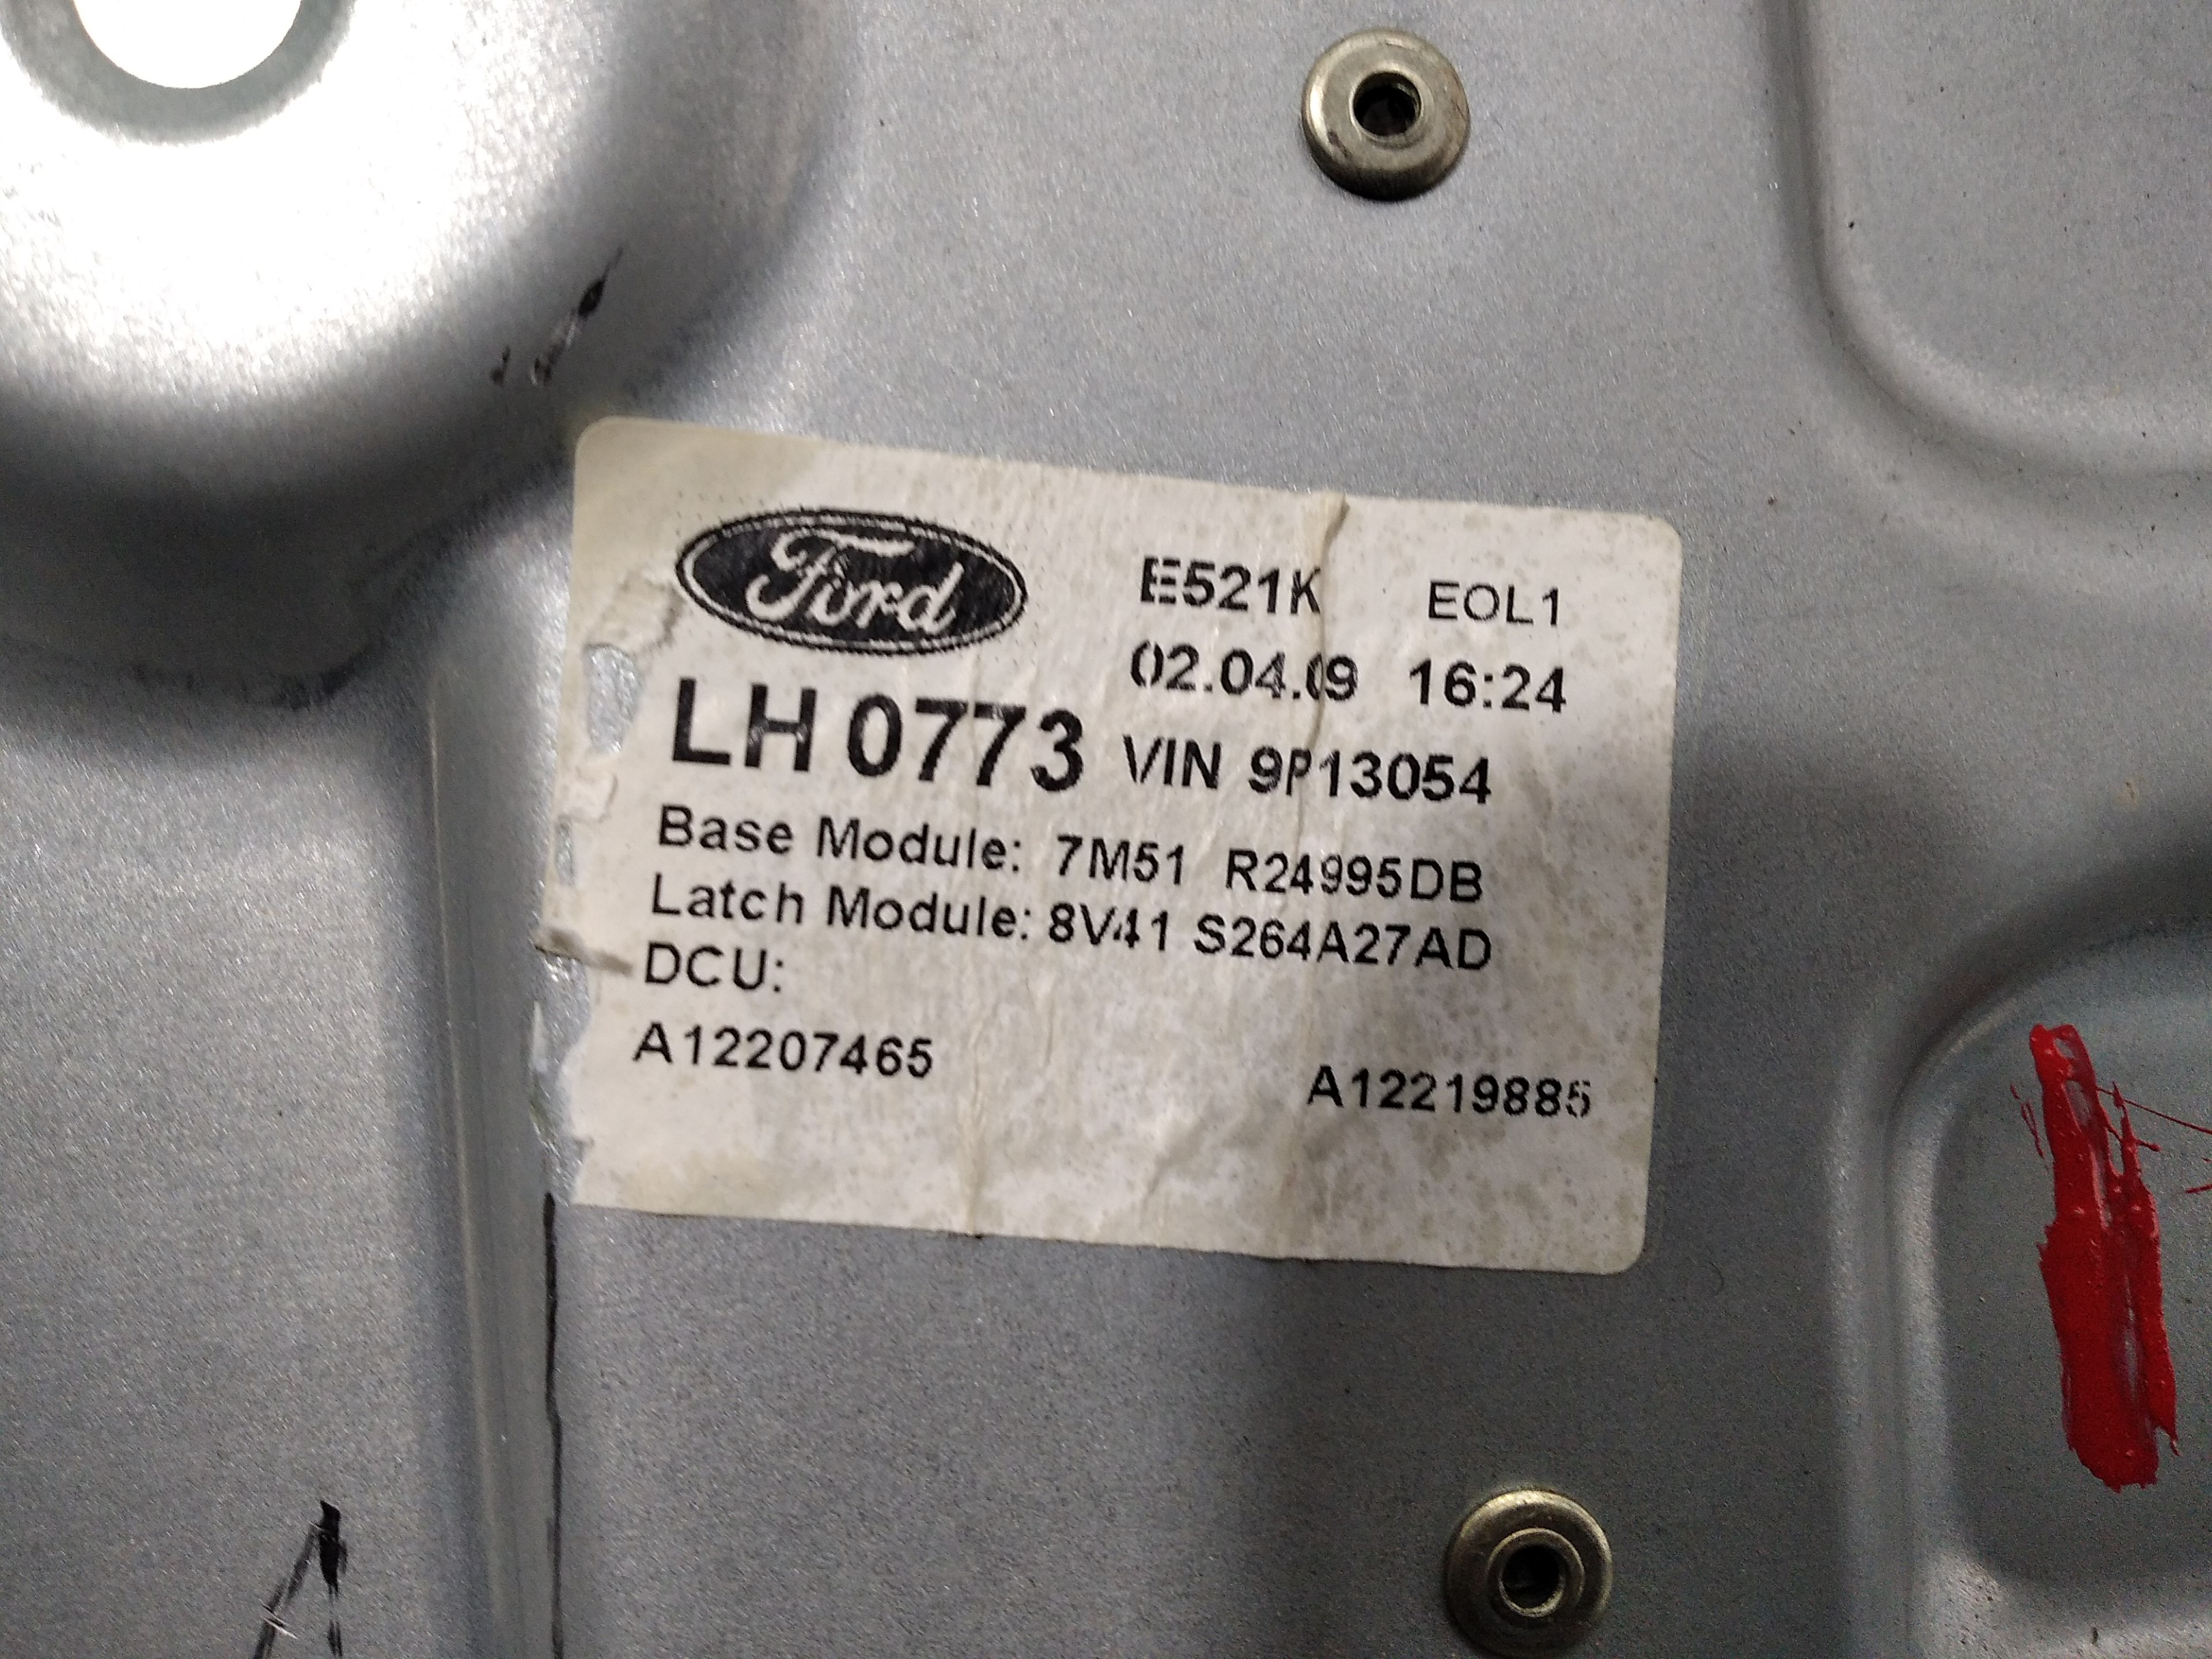 Ford
E521K EOL1
02.04.09 16:24
LH 0773 VIN 9P13054
Base Module: 7M51 R24995DB
Latch Module: 8V41 S264A27AD
DCU:
A12207465 A12219885